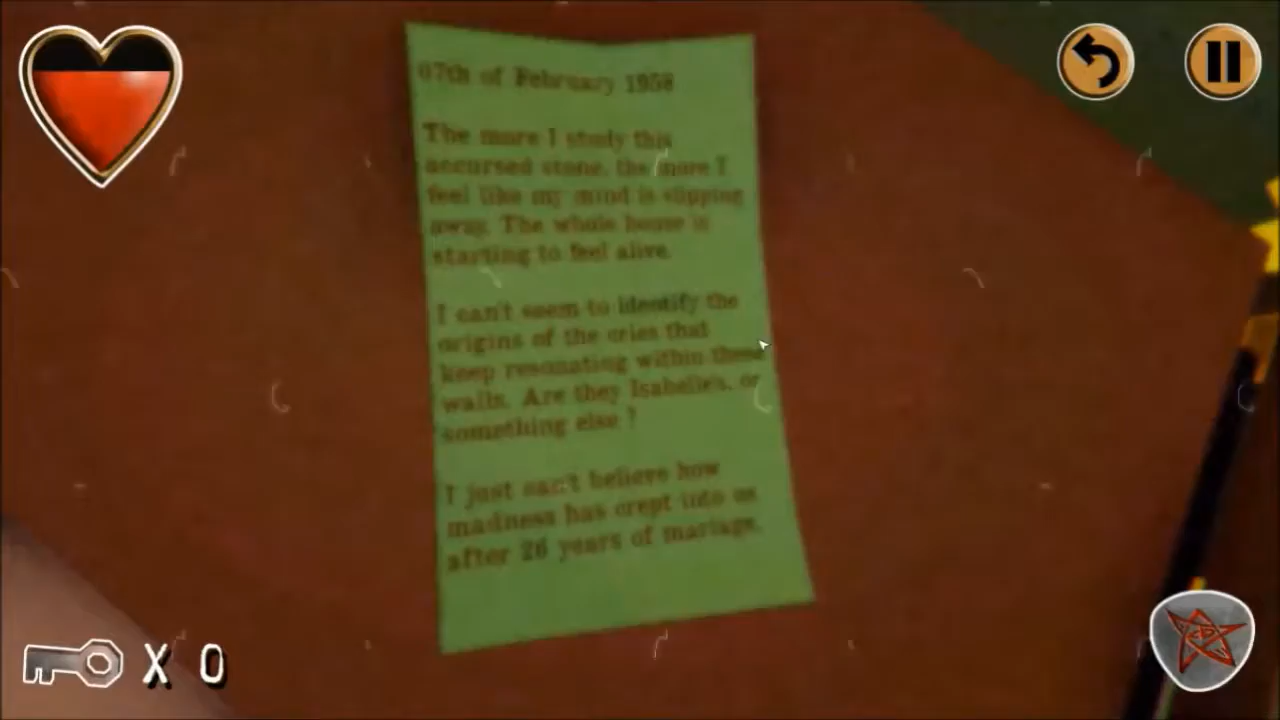 07th of February 1958
The more I study this
accursed stone, the more I
feel like my mind is slipping
away. The whole house is
starting to feel alive.
I can't seem to identify the
origins of the cries that
keep resonating within these
walls. Are they Isabelle's, or
something else ?
I just can't believe how
madness has crept into us
after 26 years of mariage.
X 0